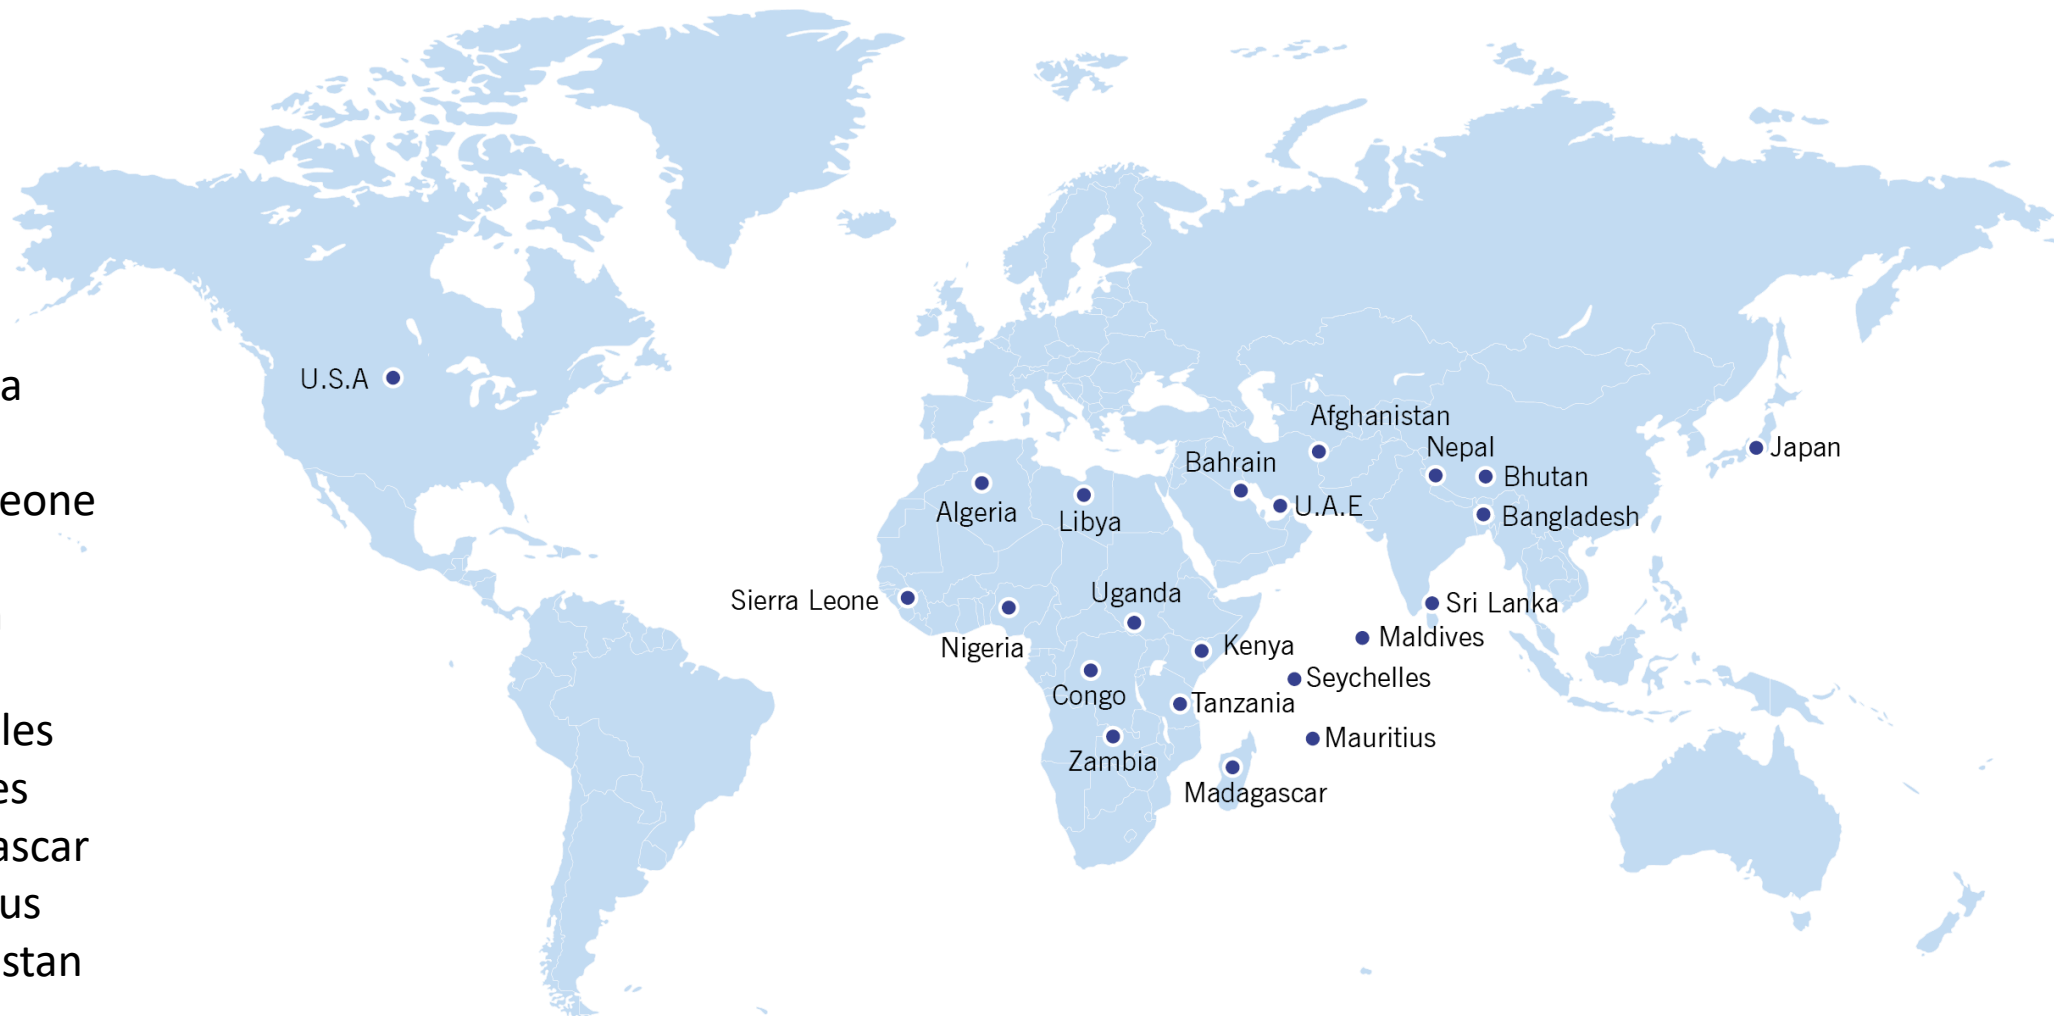 a
eone
les
es
ascar
us
stan
U.S.A
Afghanistan
Nepal
Japan
Bahrain
Bhutan
U.A.E
Algeria
Libya
Bangladesh
Uganda
Sierra Leone
Sri Lanka
Nigeria
Kenya
Maldives
Congo
Seychelles
Tanzania
Mauritius
Zambia
Madagascar